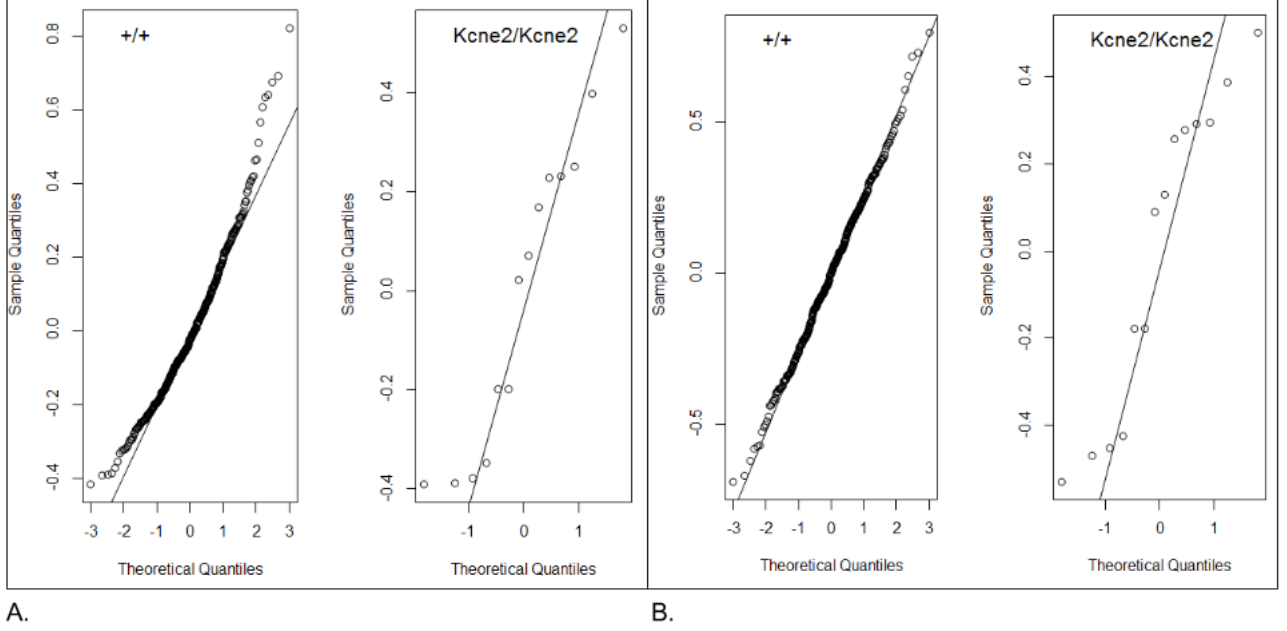 +/+
0.8
0.6
0.4
0.2
0.0
-0.2
-0.4
Sample Quantiles
-3 -2 -1 0 1 2 3
Theoretical Quantiles
Kcne2/Kcne2
0.4
0.2
0.0
-0.2
-0.4
Sample Quantiles
-1 0 1
Theoretical Quantiles
A.
+/+
0.5
0.0
-0.5
Sample Quantiles
-3 -2 -1 0 1 2 3
Theoretical Quantiles
Kcne2/Kcne2
0.4
0.2
0.0
-0.2
-0.4
Sample Quantiles
-1 0 1
Theoretical Quantiles
B.